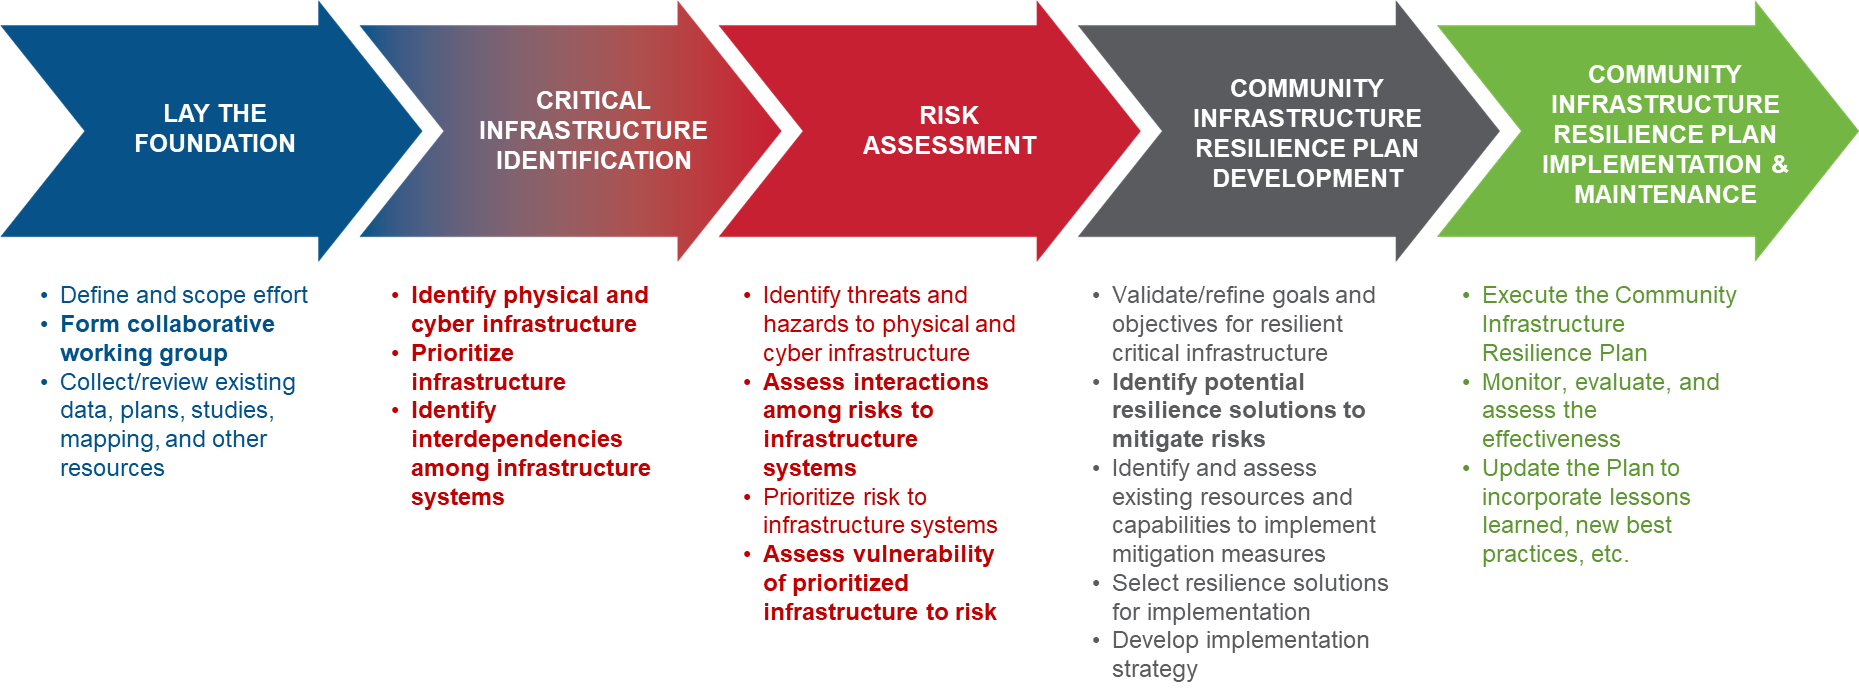 LAY THE
FOUNDATION
CRITICAL
INFRASTRUCTURE
IDENTIFICATION
RISK
ASSESSMENT
COMMUNITY
INFRASTRUCTURE
RESILIENCE PLAN
DEVELOPMENT
COMMUNITY
INFRASTRUCTURE
RESILIENCE PLAN
IMPLEMENTATION &
MAINTENANCE
• Define and scope effort
• Form collaborative
working group
• Collect/review existing
data, plans, studies,
mapping, and other
resources
• Identify physical and
cyber infrastructure
• Prioritize
infrastructure
• Identify
interdependencies
among infrastructure
systems
• Identify threats and
hazards to physical and
cyber infrastructure
• Assess interactions
among risks to
infrastructure
systems
• Prioritize risk to
infrastructure systems
• Assess vulnerability
of prioritized
infrastructure to risk
• Validate/refine goals and
objectives for resilient
critical infrastructure
• Identify potential
resilience solutions to
mitigate risks
• Identify and assess
existing resources and
capabilities to implement
mitigation measures
• Select resilience solutions
for implementation
• Develop implementation
strategy
• Execute the Community
Infrastructure
Resilience Plan
• Monitor, evaluate, and
assess the
effectiveness
• Update the Plan to
incorporate lessons
learned, new best
practices, etc.